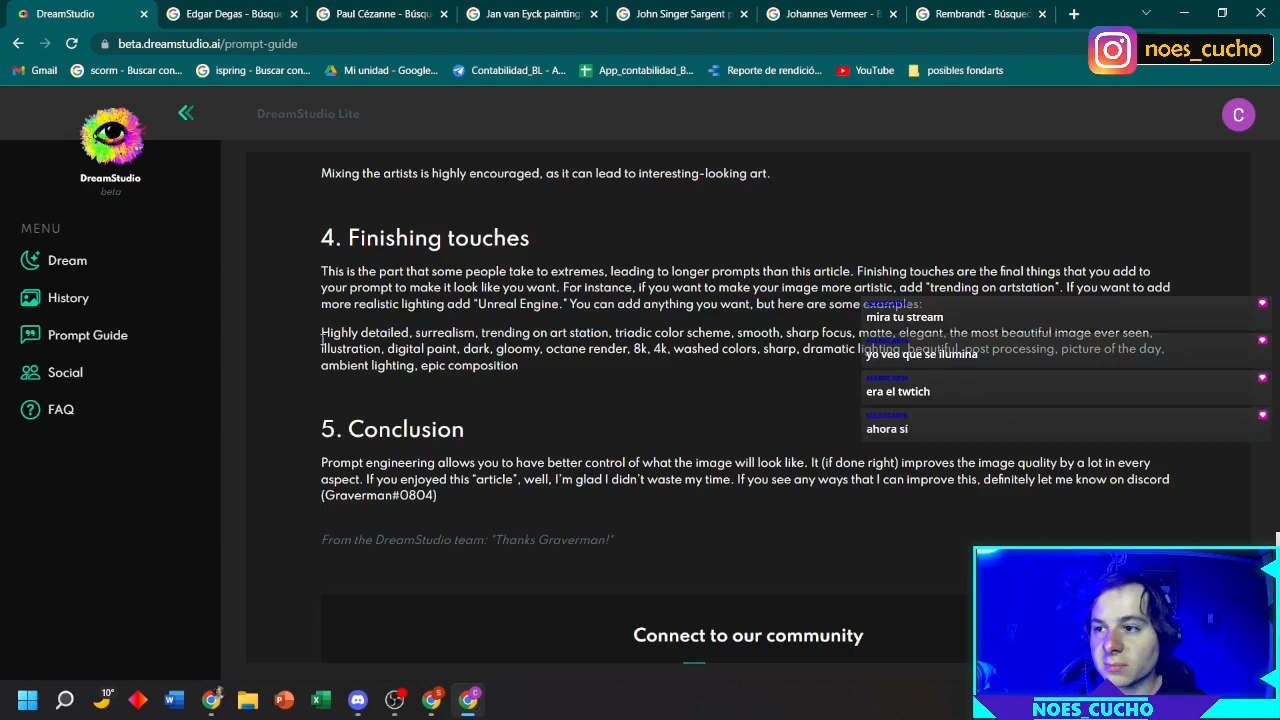 DreamStudio
Edgar Degas - Búsqu
Paul Cézanne - Búsqu
Jan van Eyck painting
John Singer Sargent p
Johannes Vermeer - B
Rembrandt - Búsqued
beta.dreamstudio.ai/prompt-guide
noes_cucho
Gmail
scorm - Buscar con...
ispring - Buscar con...
Mi unidad - Google...
Contabilidad_BL - A...
App_contabilidad_B...
Reporte de rendició...
YouTube
posibles fondarts
DreamStudio
beta
DreamStudio Lite
C
MENU
Dream
History
Prompt Guide
Social
FAQ
Mixing the artists is highly encouraged, as it can lead to interesting-looking art.
4. Finishing touches
This is the part that some people take to extremes, leading to longer prompts than this article. Finishing touches are the final things that you add to
your prompt to make it look like you want. For instance, if you want to make your image more artistic, add “trending on artstation”. If you want to add
more realistic lighting add “Unreal Engine.” You can add anything you want, but here are some examples:
Highly detailed, surrealism, trending on art station, triadic color scheme, smooth, sharp focus, matte, elegant, the most beautiful image ever seen,
illustration, digital paint, dark, gloomy, octane render, 8k, 4k, washed colors, sharp, dramatic lighting, beautiful, post processing, picture of the day,
ambient lighting, epic composition
mira tu stream
yo veo que se ilumina
era el twtich
ahora sí
5. Conclusion
Prompt engineering allows you to have better control of what the image will look like. It (if done right) improves the image quality by a lot in every
aspect. If you enjoyed this “article”, well, I’m glad I didn’t waste my time. If you see any ways that I can improve this, definitely let me know on discord
(Graverman#0804)
From the DreamStudio team: "Thanks Graverman!"
Connect to our community
10°
NOES_CUCHO